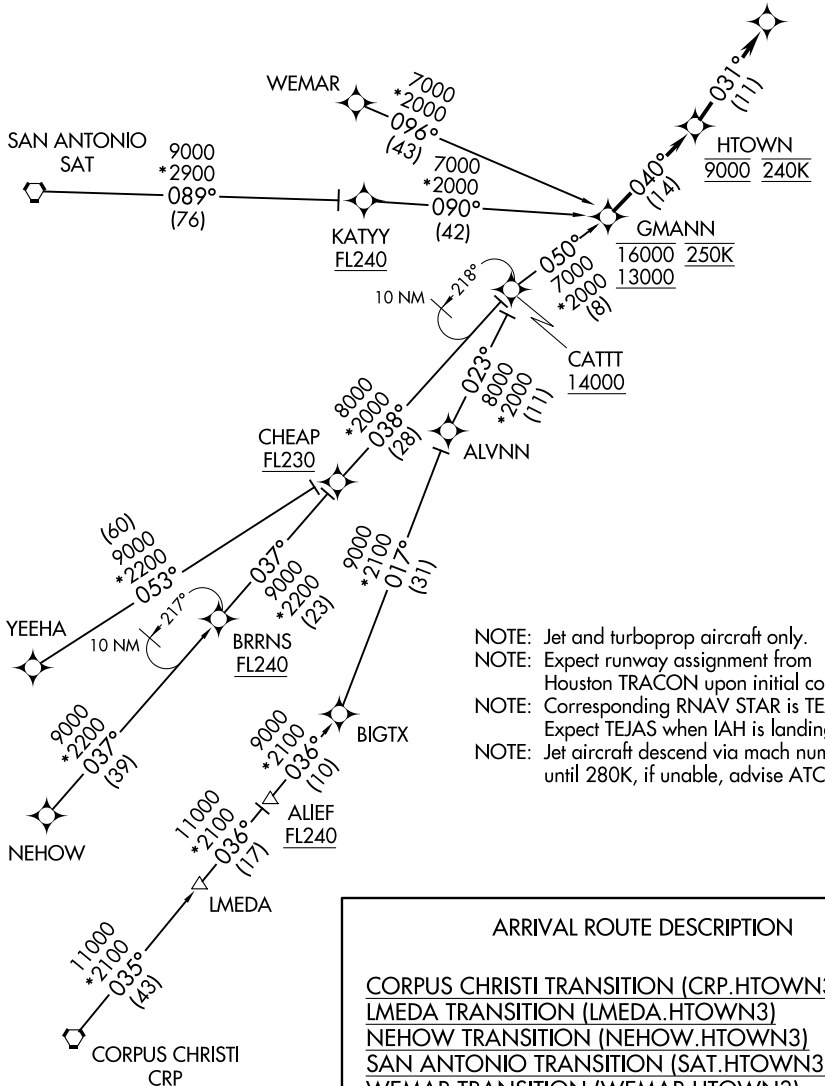 WEMAR
7000
*2000
096°
(43)
031°
(11)
SAN ANTONIO
SAT
9000
*2900
089°
(76)
7000
*2000
090°
(42)
KATYY
FL240
HTOWN
9000 240K
040°
(14)
GMANN
16000 250K
13000
050°
7000
*2000
(8)
218°
10 NM
CATTT
14000
023°
8000
*2000
(11)
8000
*2000
038°
(28)
CHEAP
FL230
ALVNN
(60)
9000
*2200
053°
037°
9000
*2200
(23)
9000
*2100
017°
(31)
YEEHA
217°
10 NM
BRRNS
FL240
NOTE: Jet and turboprop aircraft only.
NOTE: Expect runway assignment from
Houston TRACON upon initial co
NOTE: Corresponding RNAV STAR is TE
Expect TEJAS when IAH is landing
NOTE: Jet aircraft descend via mach num
until 280K, if unable, advise ATC
9000
*2200
037°
(39)
NEHOW
9000
*2100
036°
(10)
BIGTX
ALIEF
FL240
11000
*2100
036°
(17)
LMEDA
11000
*2100
035°
(43)
CORPUS CHRISTI
CRP
ARRIVAL ROUTE DESCRIPTION
CORPUS CHRISTI TRANSITION (CRP.HTOWN3
LMEDA TRANSITION (LMEDA.HTOWN3)
NEHOW TRANSITION (NEHOW.HTOWN3)
SAN ANTONIO TRANSITION (SAT.HTOWN3
WEMAR TRANSITION (WEMAR.HTOWN3)